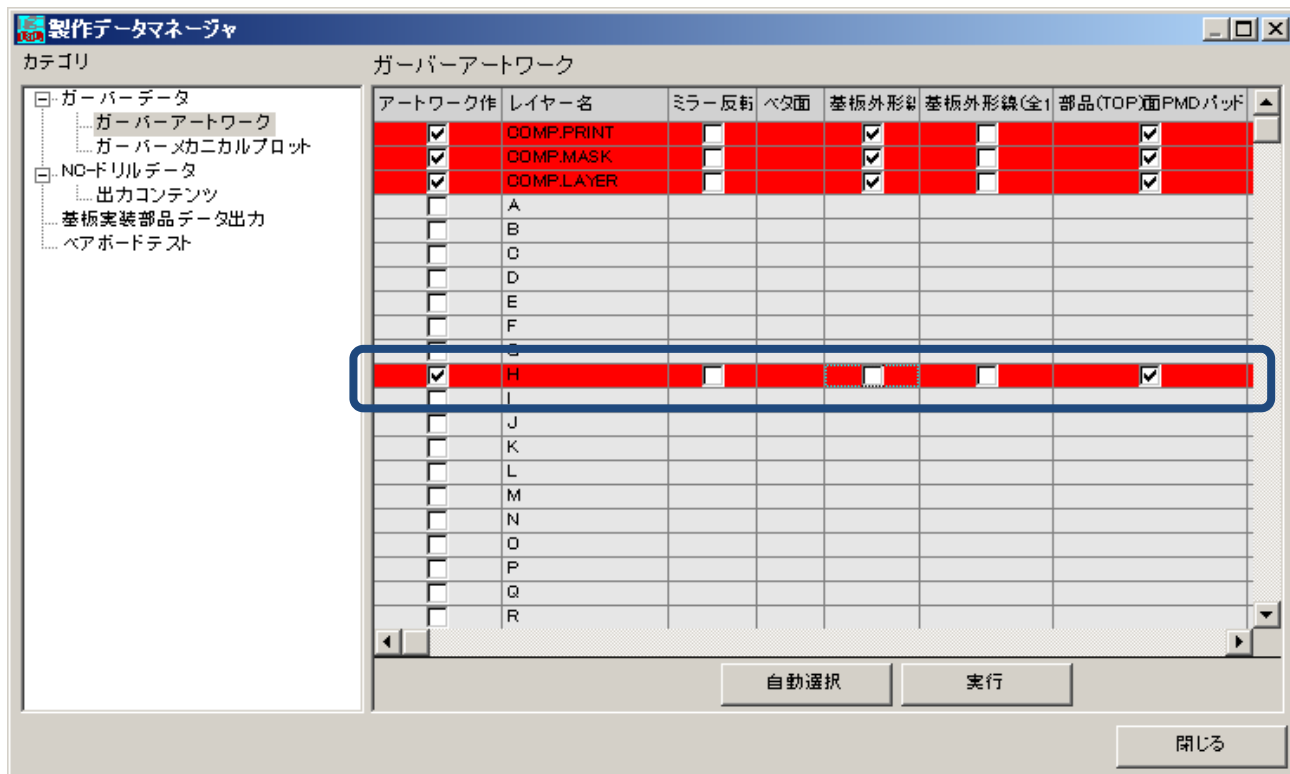 製作データマネージャ
カテゴリ
ガーバーデータ
ガーバーアートワーク
ガーバーメカニカルプロット
NC-ドリルデータ
出力コンテンツ
基板実装部品データ出力
ベアボードテスト
ガーバーアートワーク
アートワーク作 レイヤー名 ミラー反転 ベタ面 基板外形線 基板外形線(全1 部品(TOP)面PMDパッド
COMP.PRINT
COMP.MASK
COMP.LAYER
A
B
C
D
E
F
G
H
I
J
K
L
M
N
O
P
Q
R
自動選択 実行
閉じる